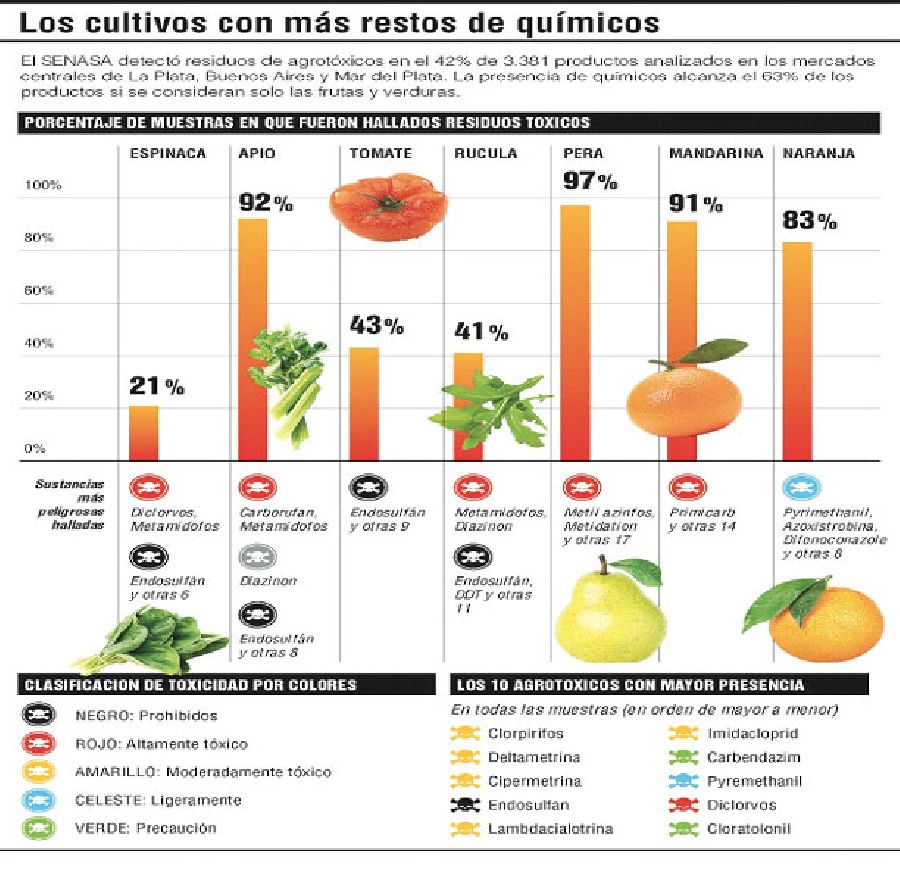 Los cultivos con más restos de químicos
El SENASA detectó residuos de agrotóxicos en el 42% de 3.381 productos analizados en los mercados
centrales de La Plata, Buenos Aires y Mar del Plata. La presencia de químicos alcanza el 63% de los
productos si se consideran solo las frutas y verduras.
PORCENTAJE DE MUESTRAS EN QUE FUERON HALLADOS RESIDUOS TOXICOS
ESPINACA APIO TOMATE RUCULA PERA MANDARINA NARANJA
100%
80%
60%
40%
20%
0%
21%
92%
43%
41%
97%
91%
83%
Sustancias
más
peligrosas
halladas
Diclorvos,
Metamidofos
Endosulfán
y otras 6
Carborufan,
Metamidofos
Diazinon
Endosulfán
y otras 8
Endosulfán
y otras 9
Metamidofos,
Diazinon
Endosulfán,
DDT y otras
11
Metil azinfos,
Metidation
y otras 17
Primicarb
y otras 14
Pyrimethanil,
Azoxistrobina,
Difenoconazole
y otras 8
CLASIFICACION DE TOXICIDAD POR COLORES
NEGRO: Prohibidos
ROJO: Altamente tóxico
AMARILLO: Moderadamente tóxico
CELESTE: Ligeramente
VERDE: Precaución
LOS 10 AGROTOXICOS CON MAYOR PRESENCIA
En todas las muestras (en orden de mayor a menor)
Clorpirifos
Deltametrina
Cipermetrina
Endosulfan
Lambdacialotrina
Imidacloprid
Carbendazim
Pyremethanil
Diclorvos
Cloratolonil